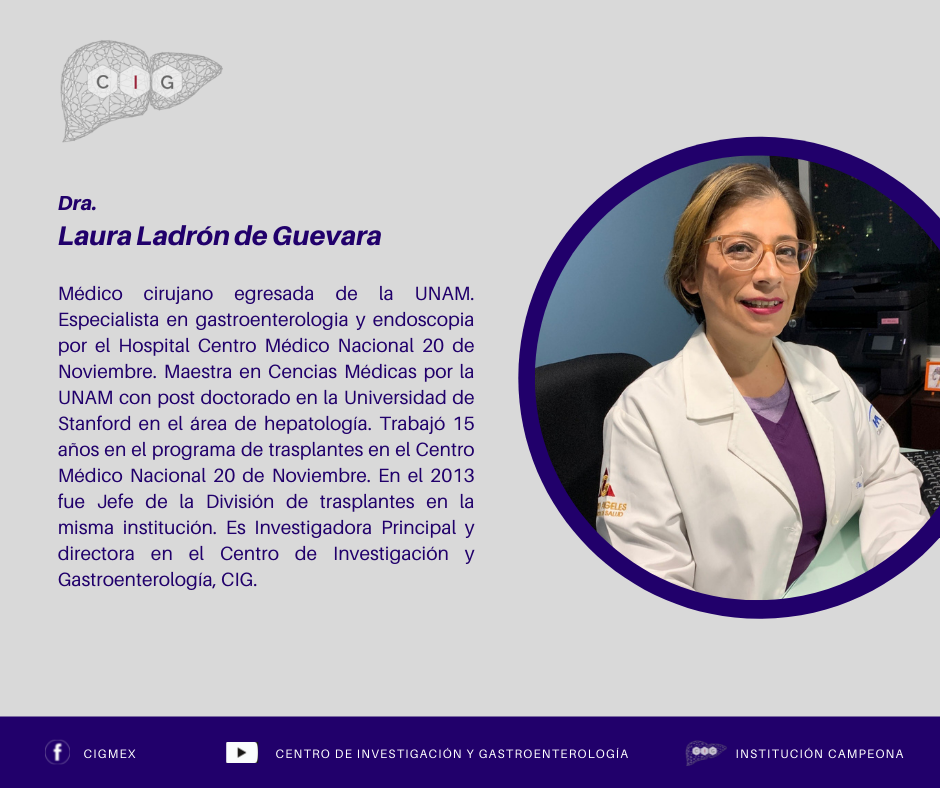 C I G
Dra.
Laura Ladrón de Guevara
Médico cirujano egresada de la UNAM.
Especialista en gastroenterologia y endoscopia
por el Hospital Centro Médico Nacional 20 de
Noviembre. Maestra en Cencias Médicas por la
UNAM con post doctorado en la Universidad de
Stanford en el área de hepatología. Trabajó 15
años en el programa de trasplantes en el Centro
Médico Nacional 20 de Noviembre. En el 2013
fue Jefe de la División de trasplantes en la
misma institución. Es Investigadora Principal y
directora en el Centro de Investigación y
Gastroenterología, CIG.
CIGMEX
CENTRO DE INVESTIGACIÓN Y GASTROENTEROLOGÍA
CIG
INSTITUCIÓN CAMPEONA